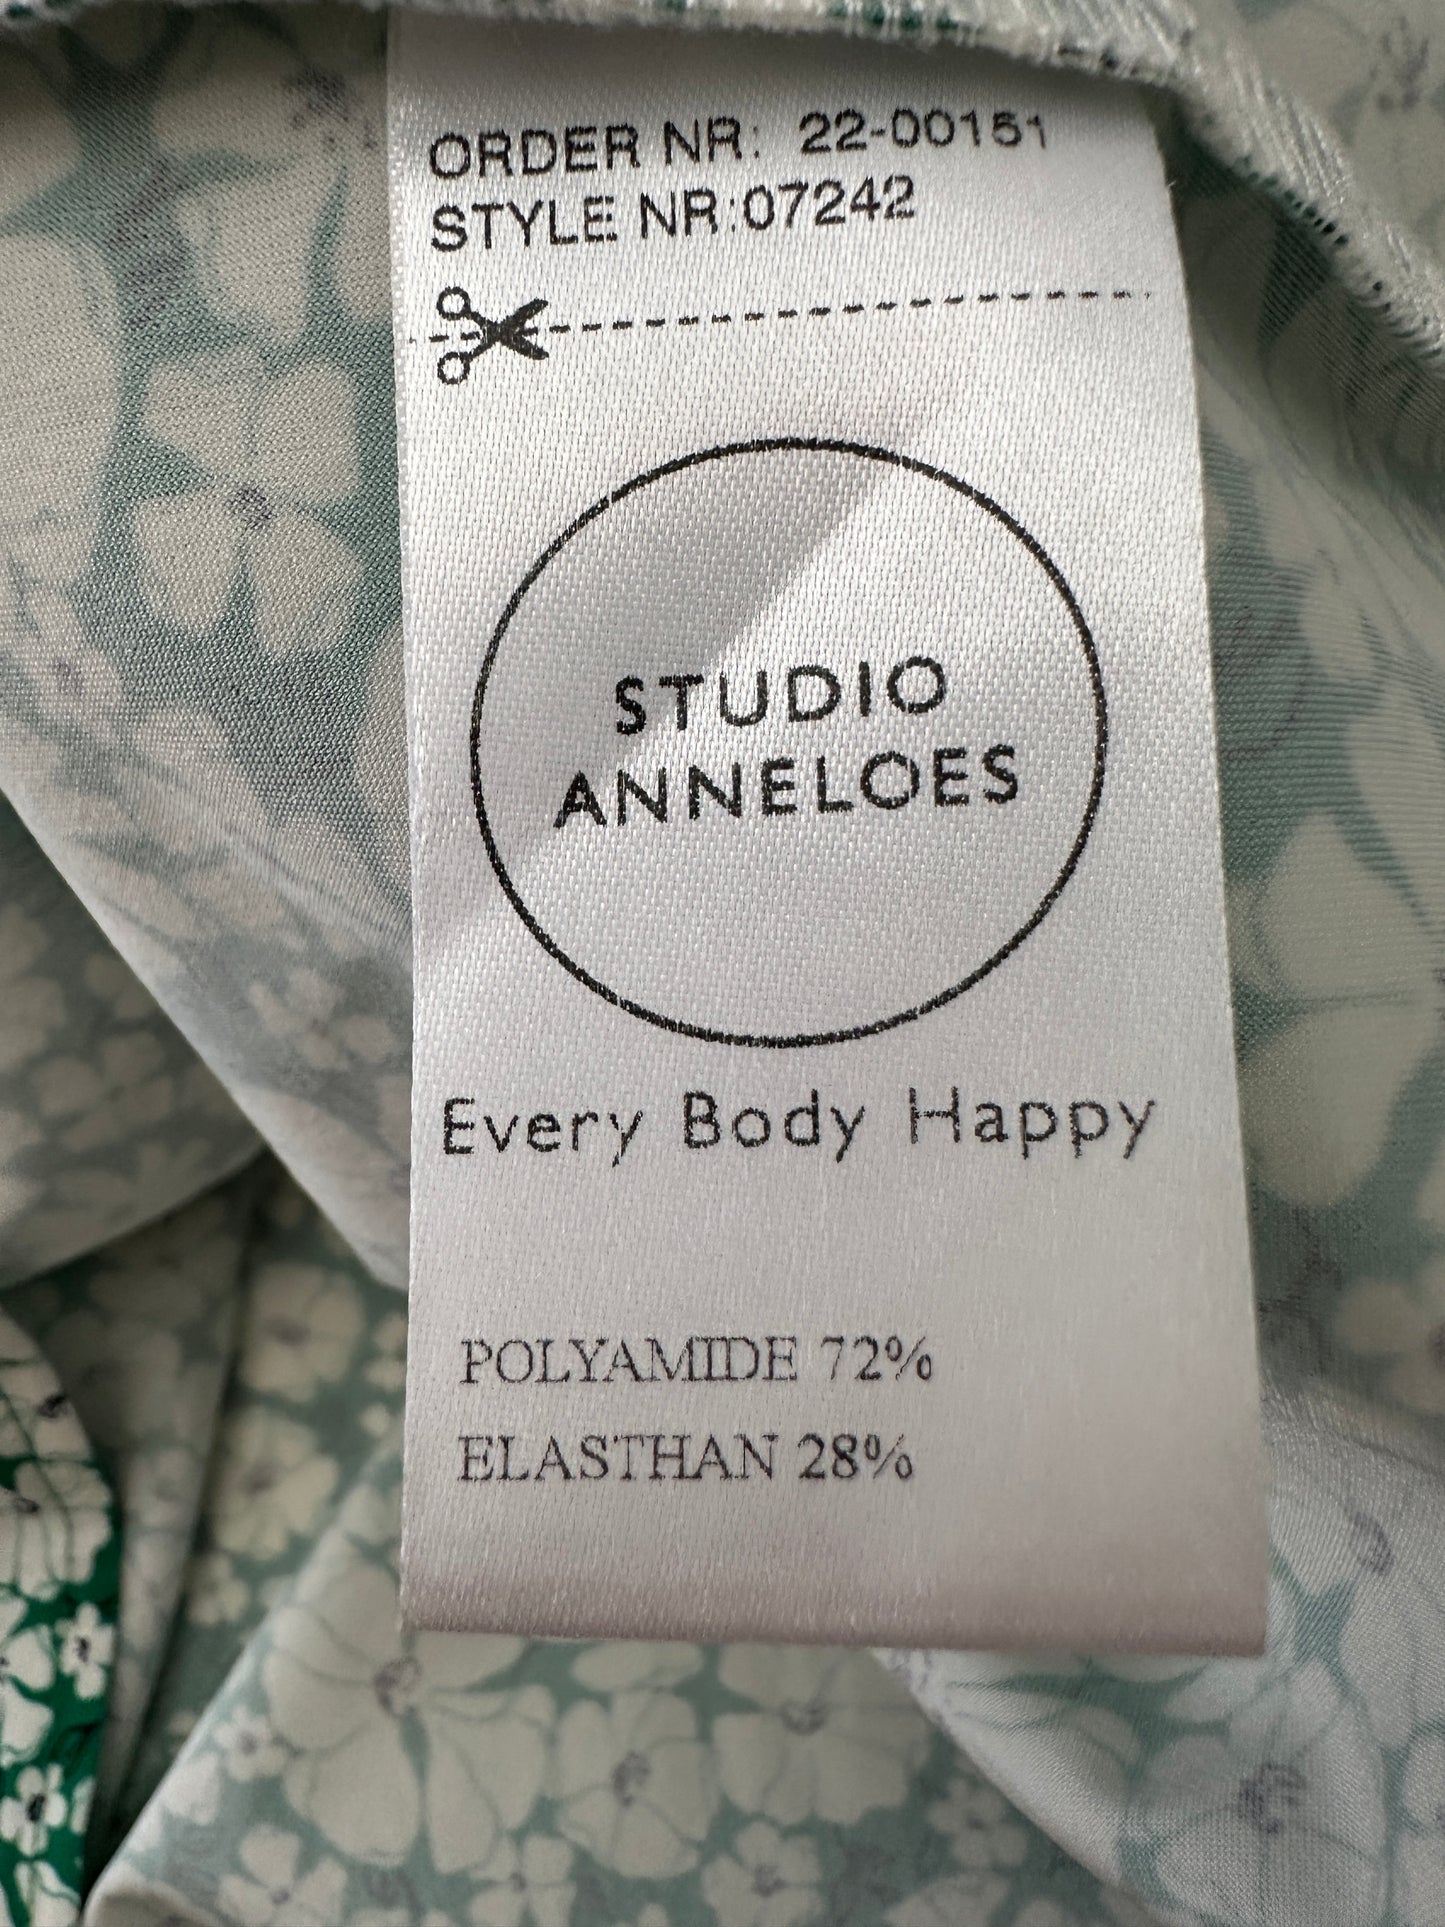 ORDER NR: 22-00151
STYLE NR:07242
STUDIO
ANNELOES
Every Body Happy
POLYAMIDE 72%
ELASTHAN 28%